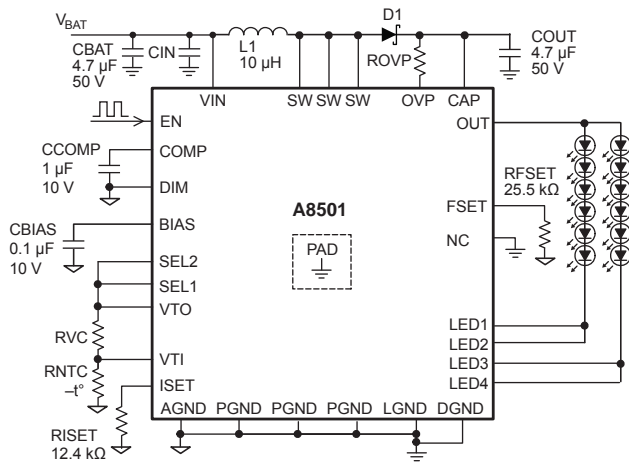 VBAT
D1
CBAT
4.7 µF
50 V
CIN
L1
10 µH
ROVP
COUT
4.7 µF
50 V
VIN
SW
SW
SW
OVP
CAP
EN
OUT
CCOMP
1 µF
10 V
COMP
DIM
RFSET
25.5 kΩ
A8501
FSET
CBIAS
0.1 µF
10 V
BIAS
PAD
NC
SEL2
SEL1
VTO
RVC
LED1
LED2
VTI
LED3
RNTC
–t°
ISET
LED4
AGND
PGND
PGND
PGND
LGND
DGND
RISET
12.4 kΩ